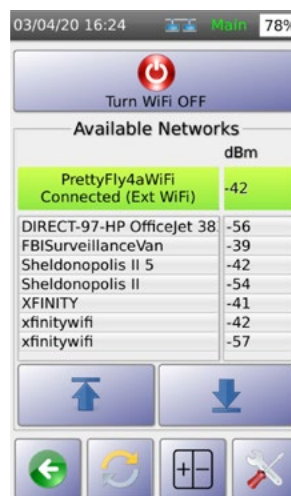 03/04/20 16:24 Main 78%
Turn WiFi OFF
Available Networks
dBm
PrettyFly4aWiFi
Connected (Ext WiFi) -42
DIRECT-97-HP OfficeJet 38 -56
FBISurveillanceVan -39
Sheldonopolis II 5 -42
Sheldonopolis II -54
XFINITY -41
xfinitywifi -42
xfinitywifi -57